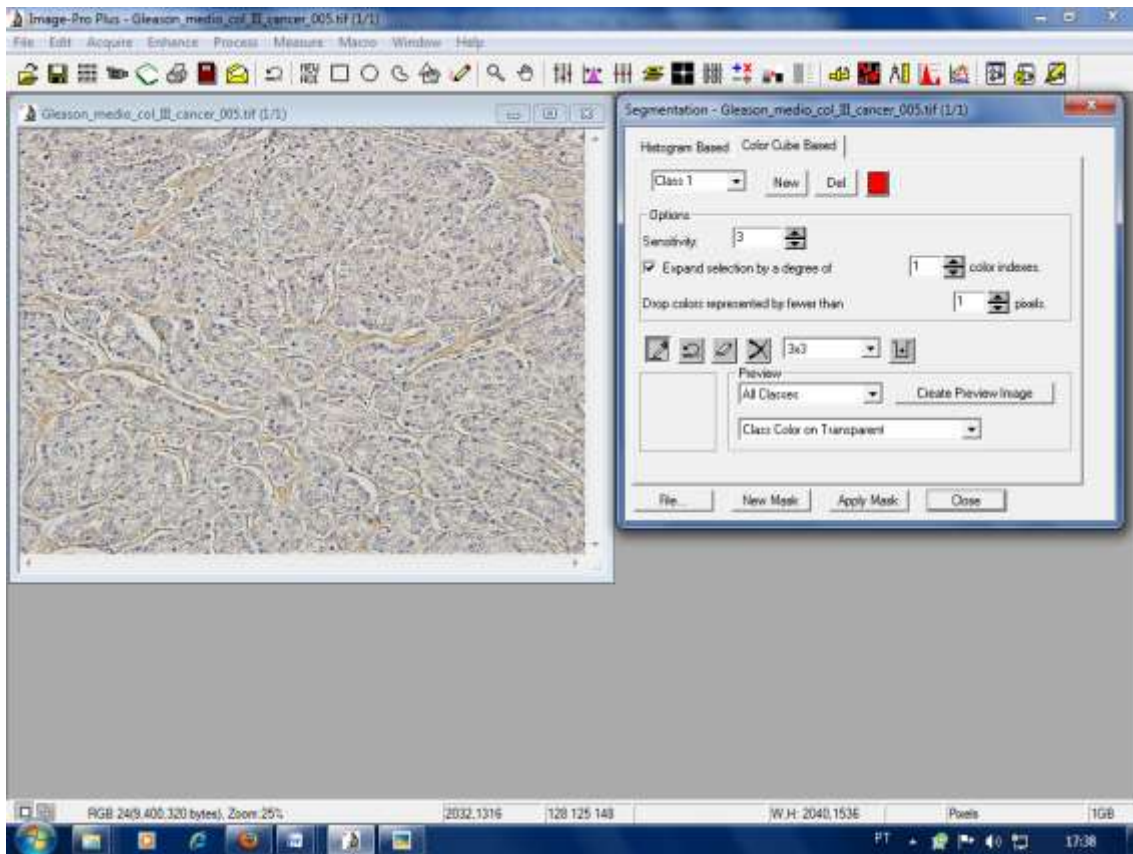 Image-Pro Plus - Gleason_medio_col_III_cancer_005.tif (1/1)
File Edit Acquire Enhance Process Measure Macro Window Help
Gleason_medio_col_III_cancer_005.tif (1/1)
Segmentation - Gleason_medio_col_III_cancer_005.tif (1/1)
Histogram Based Color Cube Based
Class 1 New Del
Options
Sensitivity: 3
Expand selection by a degree of 1 color indexes.
Drop colors represented by fewer than 1 pixels.
3x3
Preview
All Classes Create Preview Image
Class Color on Transparent
File... New Mask Apply Mask Close
RGB 24(9,400,320 bytes), Zoom:25% 2032,1316 128 125 148 W,H: 2040,1536 Pixels 1GB
PT 17:38